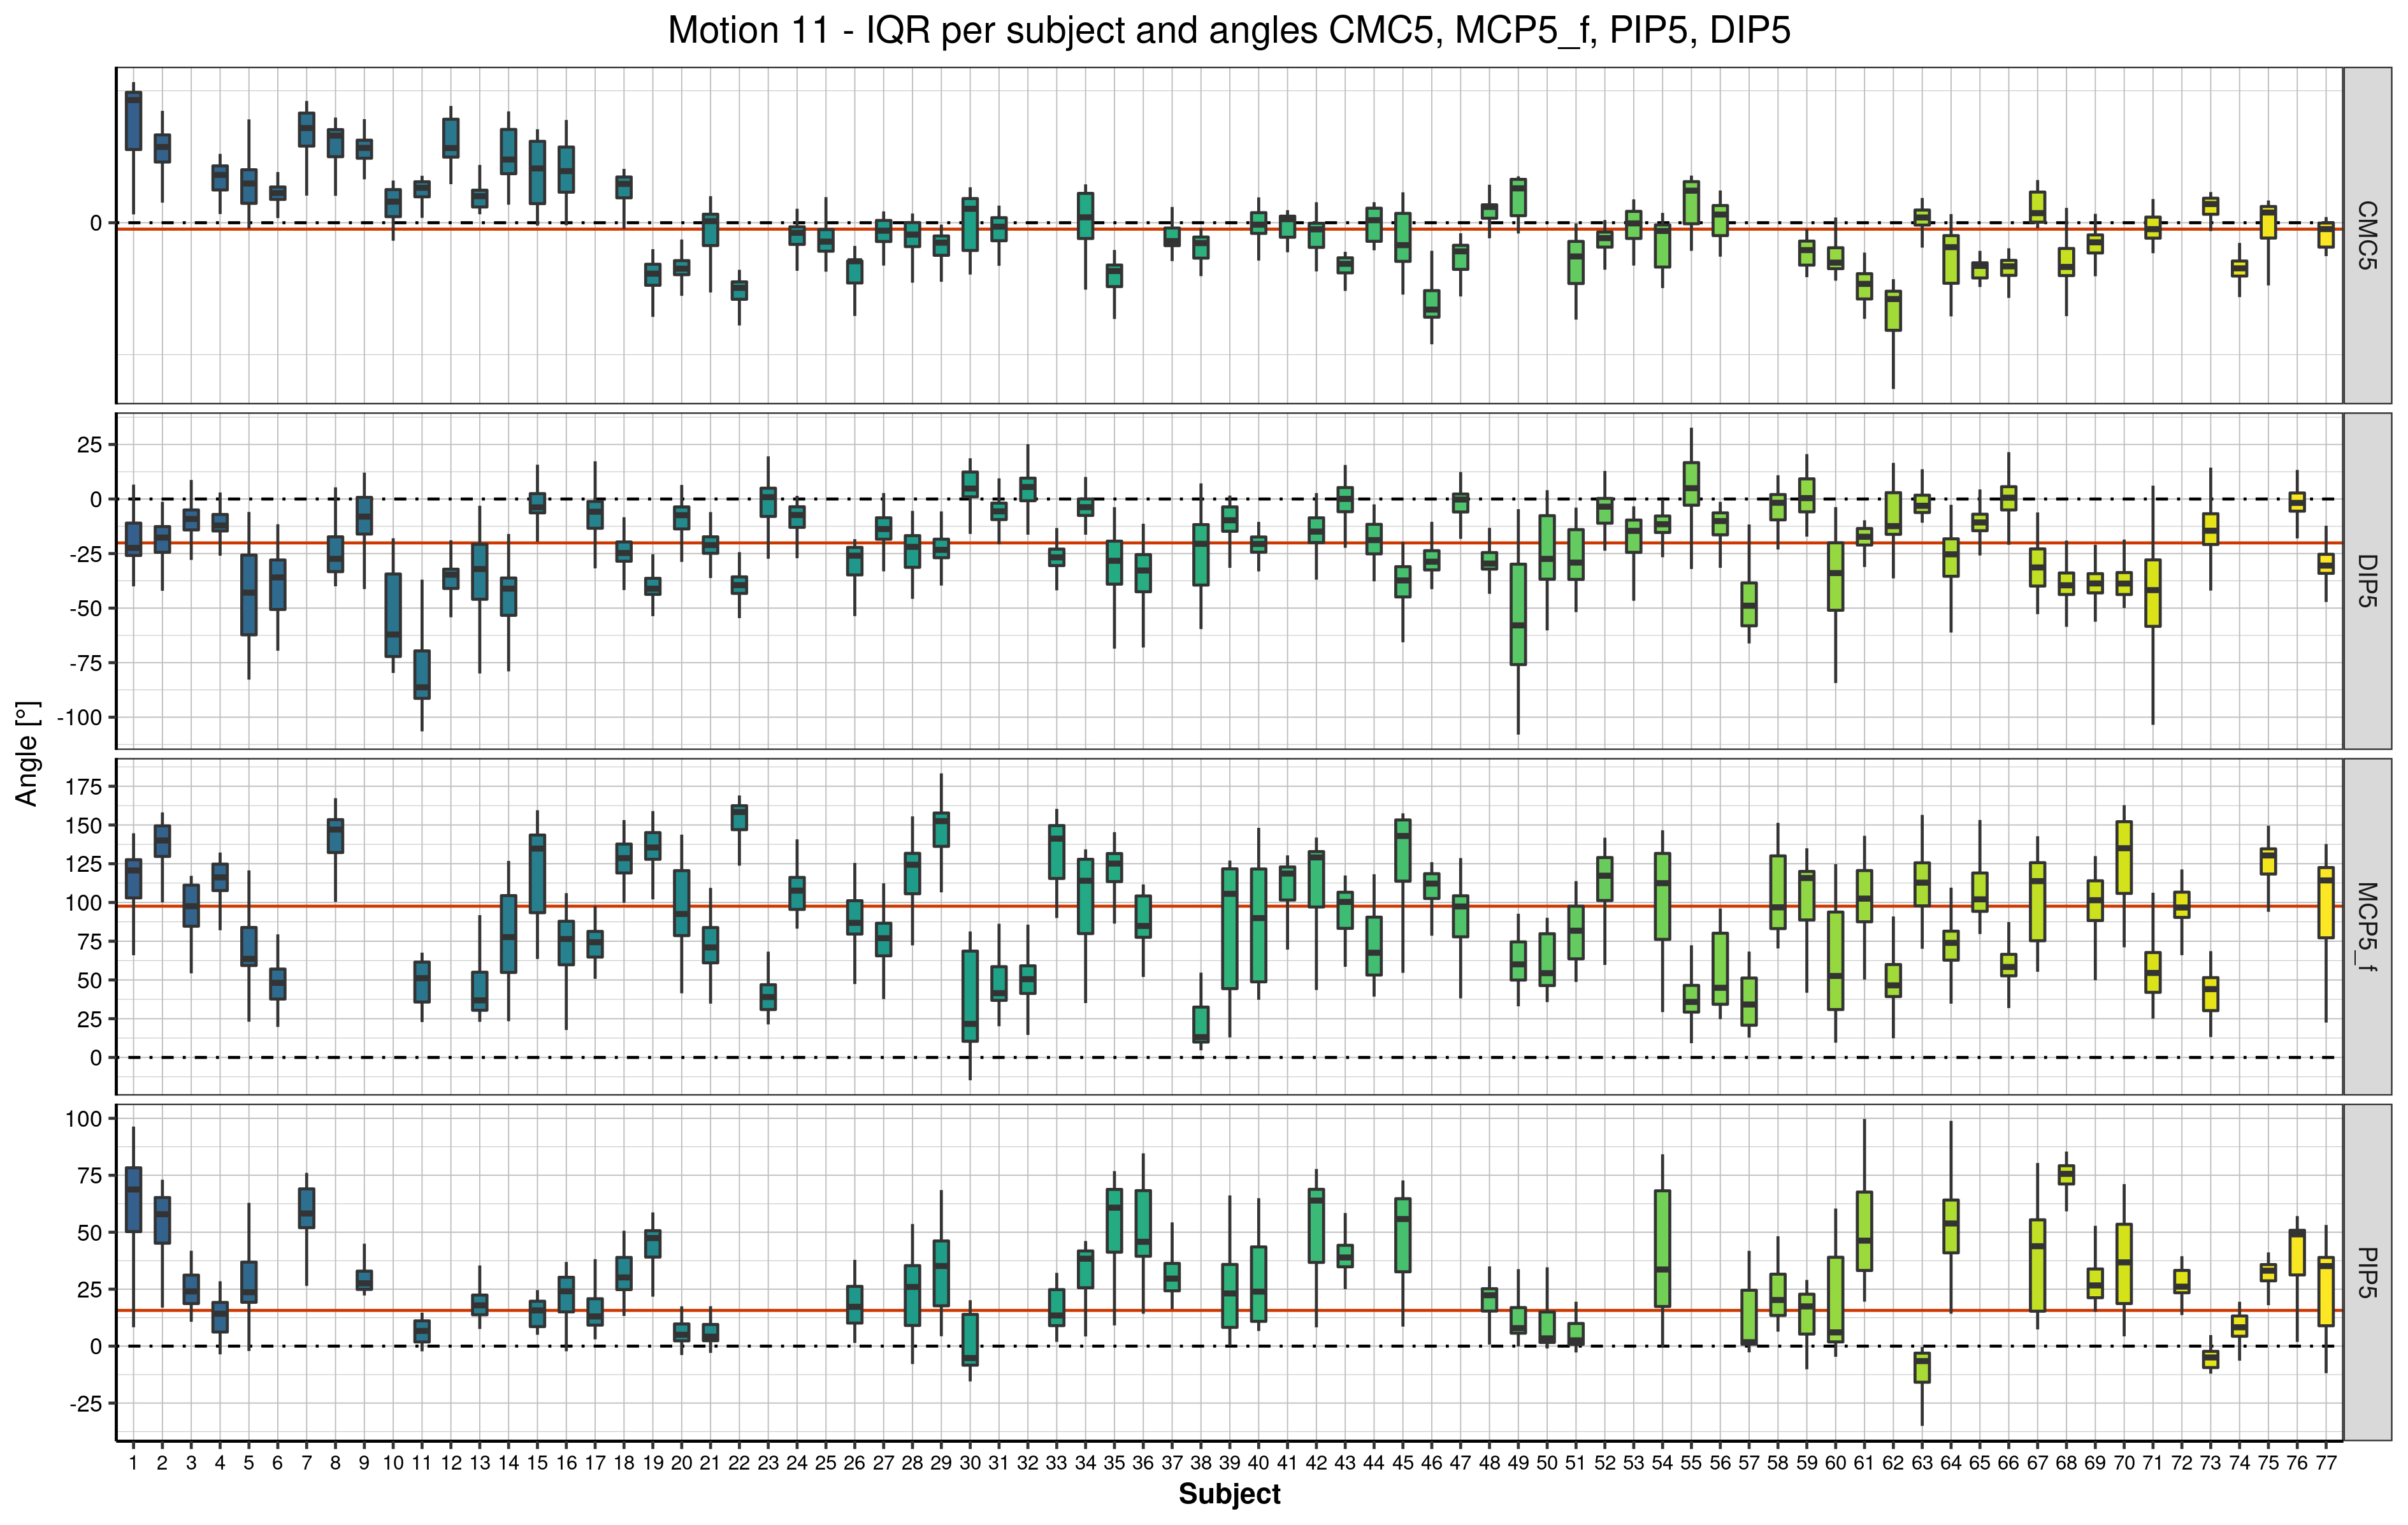 Motion 11 - IQR per subject and angles CMC5, MCP5_f, PIP5, DIP5
0
CMC5
25
0
-25
-50
-75
-100
DIP5
Angle [°]
175
150
125
100
75
50
25
0
MCP5_f
100
75
50
25
0
-25
PIP5
1 2 3 4 5 6 7 8 9 10 11 12 13 14 15 16 17 18 19 20 21 22 23 24 25 26 27 28 29 30 31 32 33 34 35 36 37 38 39 40 41 42 43 44 45 46 47 48 49 50 51 52 53 54 55 56 57 58 59 60 61 62 63 64 65 66 67 68 69 70 71 72 73 74 75 76 77
Subject